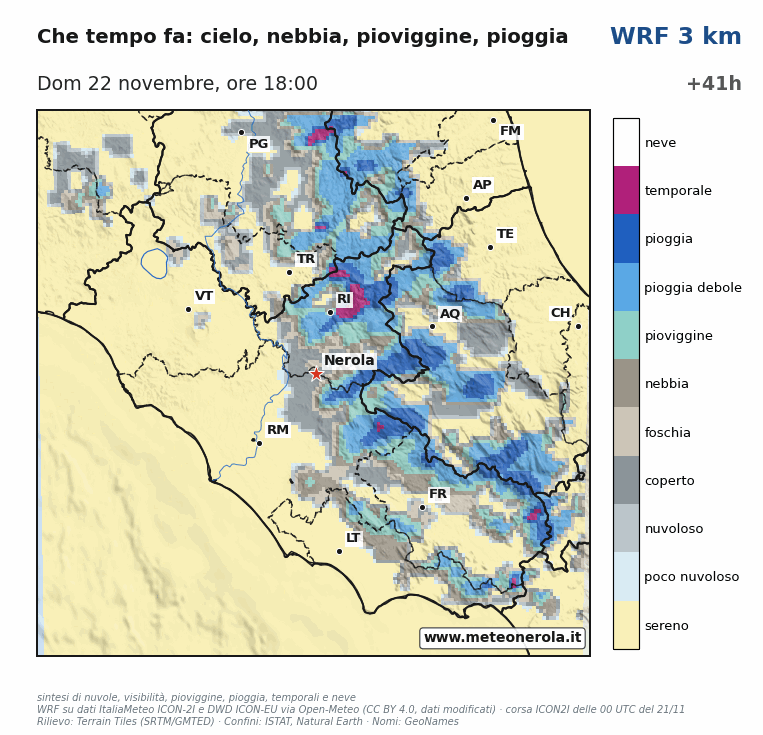 Che tempo fa: cielo, nebbia, pioviggine, pioggia
WRF 3 km
Dom 22 novembre, ore 18:00
+41h
FM
PG
AP
TE
TR
VT
RI
AQ
CH
Nerola
RM
FR
LT
www.meteonerola.it
neve
temporale
pioggia
pioggia debole
pioviggine
nebbia
foschia
coperto
nuvoloso
poco nuvoloso
sereno
sintesi di nuvole, visibilità, pioviggine, pioggia, temporali e neve
WRF su dati ItaliaMeteo ICON-2I e DWD ICON-EU via Open-Meteo (CC BY 4.0, dati modificati) · corsa ICON2I delle 00 UTC del 21/11
Rilievo: Terrain Tiles (SRTM/GMTED) · Confini: ISTAT, Natural Earth · Nomi: GeoNames